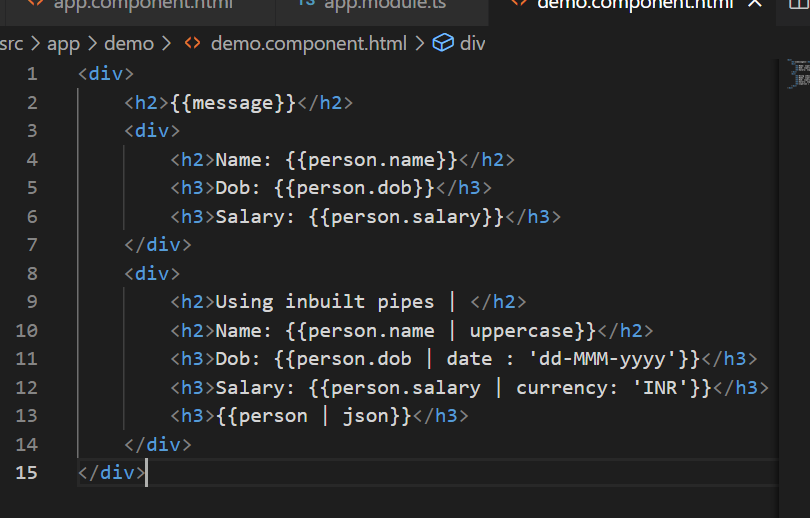 app.component.html TS app.module.ts demo.component.html
src > app > demo > <> demo.component.html > div
1 <div>
2 <h2>{{message}}</h2>
3 <div>
4 <h2>Name: {{person.name}}</h2>
5 <h3>Dob: {{person.dob}}</h3>
6 <h3>Salary: {{person.salary}}</h3>
7 </div>
8 <div>
9 <h2>Using inbuilt pipes | </h2>
10 <h2>Name: {{person.name | uppercase}}</h2>
11 <h3>Dob: {{person.dob | date : 'dd-MMM-yyyy'}}</h3>
12 <h3>Salary: {{person.salary | currency: 'INR'}}</h3>
13 <h3>{{person | json}}</h3>
14 </div>
15 </div>